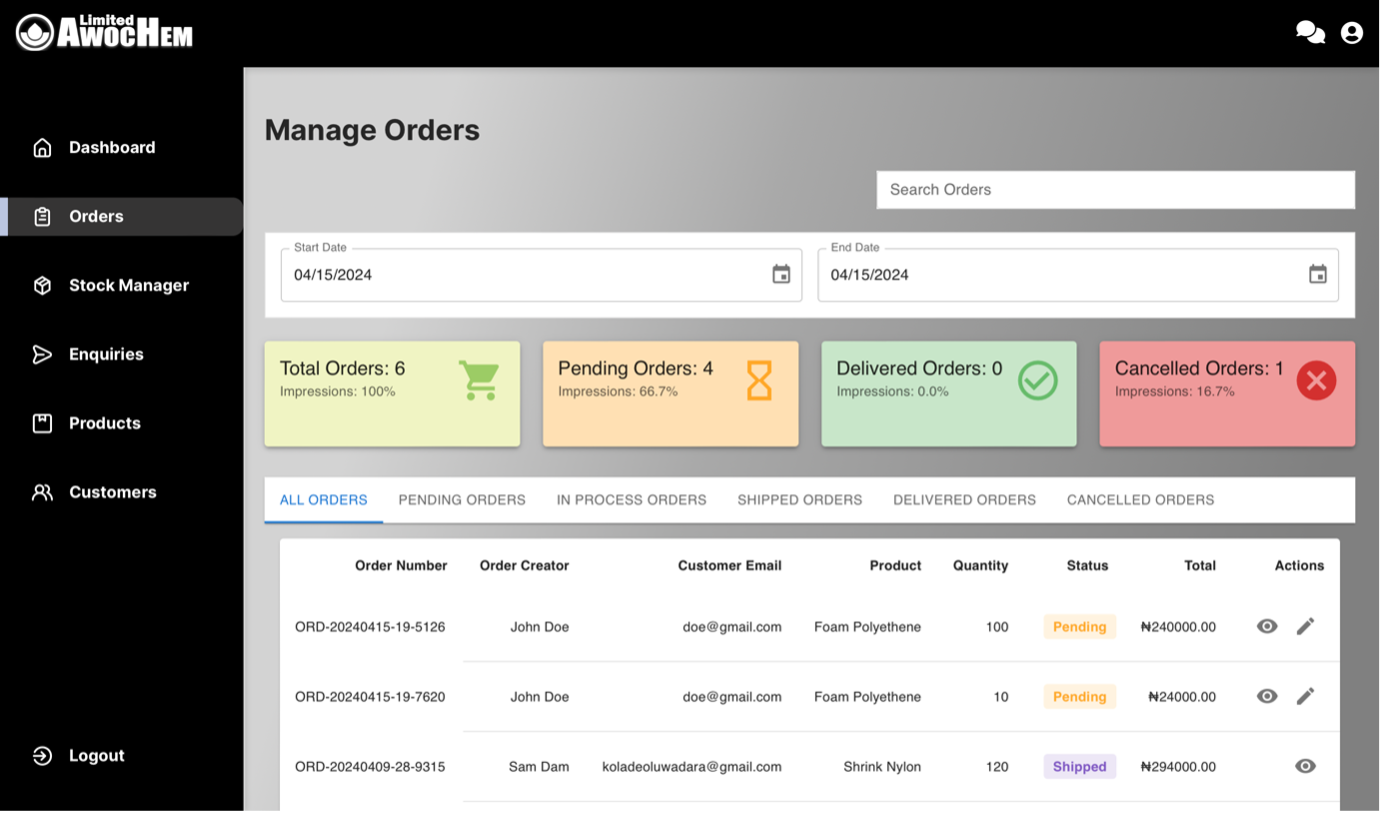 Limited
AWOCHEM
Dashboard
Orders
Stock Manager
Enquiries
Products
Customers
Logout
Manage Orders
Search Orders
Start Date End Date
04/15/2024 04/15/2024
Total Orders: 6 Pending Orders: 4 Delivered Orders: 0 Cancelled Orders: 1
Impressions: 100% Impressions: 66.7% Impressions: 0.0% Impressions: 16.7%
ALL ORDERS PENDING ORDERS IN PROCESS ORDERS SHIPPED ORDERS DELIVERED ORDERS CANCELLED ORDERS
Order Number Order Creator Customer Email Product Quantity Status Total Actions
ORD-20240415-19-5126 John Doe doe@gmail.com Foam Polyethene 100 Pending ₦240000.00
ORD-20240415-19-7620 John Doe doe@gmail.com Foam Polyethene 10 Pending ₦24000.00
ORD-20240409-28-9315 Sam Dam koladeoluwadara@gmail.com Shrink Nylon 120 Shipped ₦294000.00